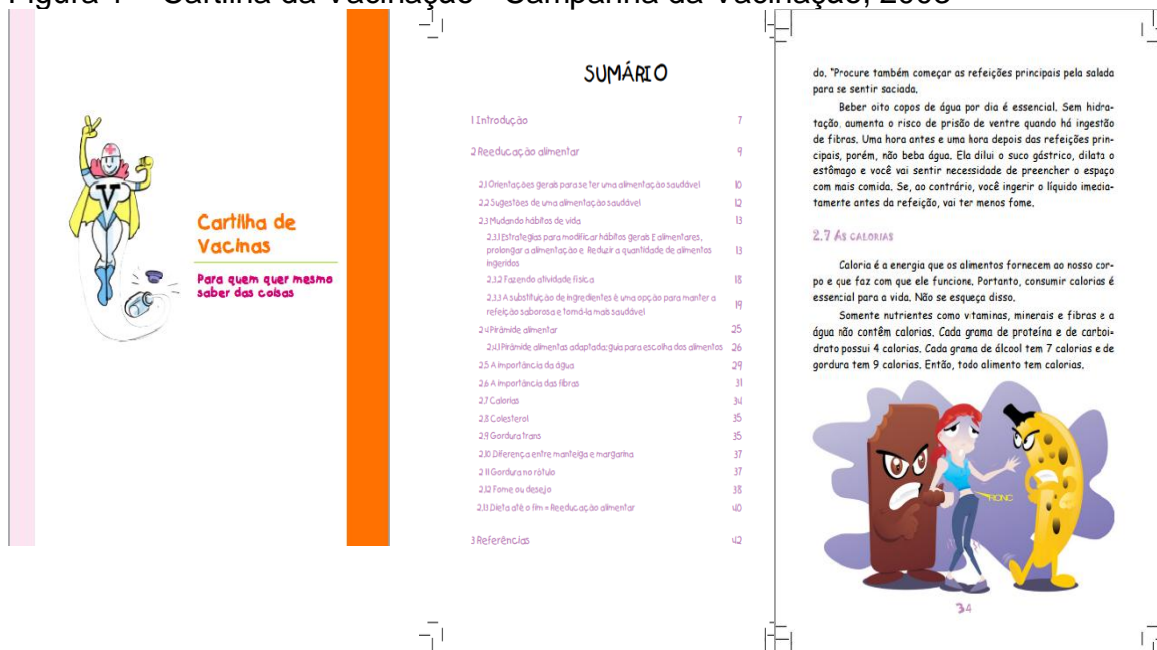 Figura 1 – Cartilha da Vacinação - Campanha da Vacinação, 2008
Cartilha de
Vacinas
Para quem quer mesmo
saber das coisas
V
SUMÁRIO
1 Introdução 7
2 Reeducação alimentar 9
2.1 Orientações gerais para se ter uma alimentação saudável 10
2.2 Sugestões de uma alimentação saudável 12
2.3 Mudando hábitos de vida 13
2.3.1 Estrategias para modificar hábitos gerais E alimentares,
prolongar a alimentação e Reduzir a quantidade de alimentos 13
ingeridos
2.3.2 Fazendo atividade física 18
2.3.3 A substituição de ingredientes é uma opção para manter a
refeição saborosa e torná-la mais saudável 19
2.4 Pirâmide alimentar 25
2.4.1 Pirâmide alimentas adaptada: guia para escolha dos alimentos 26
2.5 A importância da água 29
2.6 A importância das fibras 31
2.7 Calorias 34
2.8 Colesterol 35
2.9 Gordura trans 35
2.10 Diferença entre manteiga e margarina 37
2.11 Gordura no rótulo 37
2.12 Fome ou desejo 38
2.13 Dieta até o fim = Reeducação alimentar 40
3 Referências 42
do. "Procure também começar as refeições principais pela salada
para se sentir saciada.
Beber oito copos de água por dia é essencial. Sem hidra-
tação, aumenta o risco de prisão de ventre quando há ingestão
de fibras. Uma hora antes e uma hora depois das refeições prin-
cipais, porém, não beba água. Ela dilui o suco gástrico, dilata o
estômago e você vai sentir necessidade de preencher o espaço
com mais comida. Se, ao contrário, você ingerir o líquido imedia-
tamente antes da refeição, vai ter menos fome.
2.7 AS CALORIAS
Caloria é a energia que os alimentos fornecem ao nosso cor-
po e que faz com que ele funcione. Portanto, consumir calorias é
essencial para a vida. Não se esqueça disso.
Somente nutrientes como vitaminas, minerais e fibras e a
água não contêm calorias. Cada grama de proteína e de carboi-
drato possui 4 calorias. Cada grama de álcool tem 7 calorias e de
gordura tem 9 calorias. Então, todo alimento tem calorias.
RONC
34